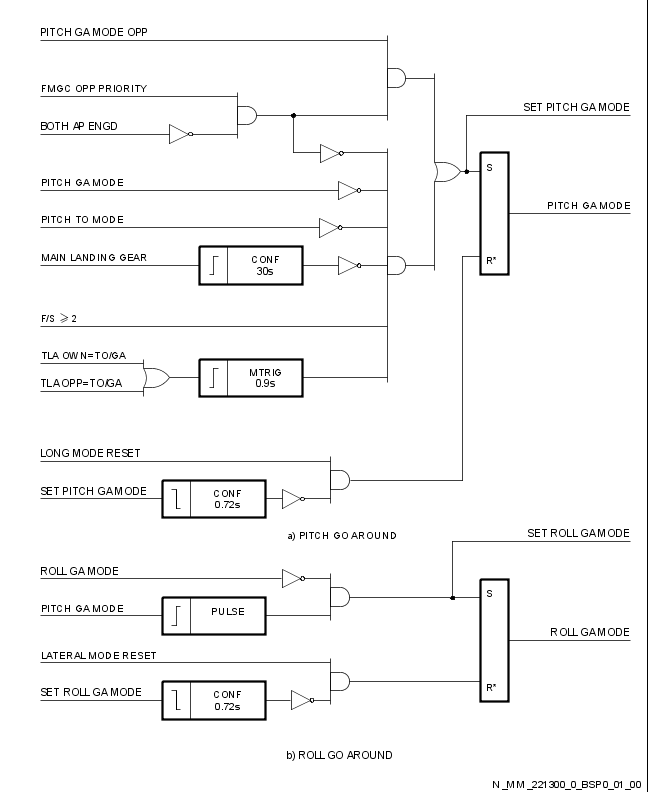 PITCH GA MODE OPP
FMGC OPP PRIORITY
BOTH AP ENGD
PITCH GA MODE
PITCH TO MODE
MAIN LANDING GEAR
CONF
30s
F/S ⩾ 2
TLA OWN=TO/GA
TLA OPP=TO/GA
MTRIG
0.9s
SET PITCH GA MODE
S
PITCH GA MODE
R*
LONG MODE RESET
SET PITCH GA MODE
CONF
0.72s
a) PITCH GO AROUND
SET ROLL GA MODE
ROLL GA MODE
PITCH GA MODE
PULSE
S
ROLL GA MODE
R*
LATERAL MODE RESET
SET ROLL GA MODE
CONF
0.72s
b) ROLL GO AROUND
N_MM_221300_0_BSP0_01_00